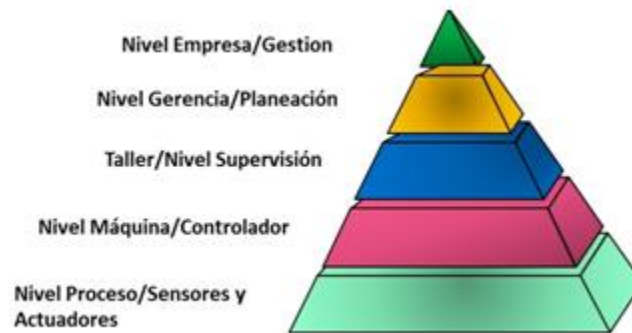 Nivel Empresa/Gestion
Nivel Gerencia/Planeación
Taller/Nivel Supervisión
Nivel Máquina/Controlador
Nivel Proceso/Sensores y
Actuadores